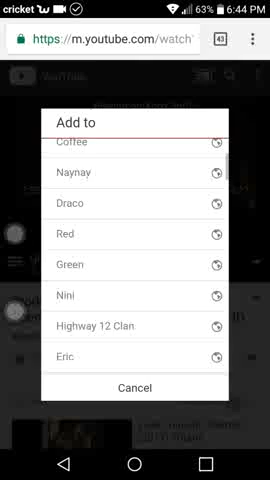 cricket 63% 6:44 PM
https://m.youtube.com/watch 43
YouTube
Add to
Coffee
Naynay
Draco
Red
Green
Nini
Highway 12 Clan
Eric
Cancel